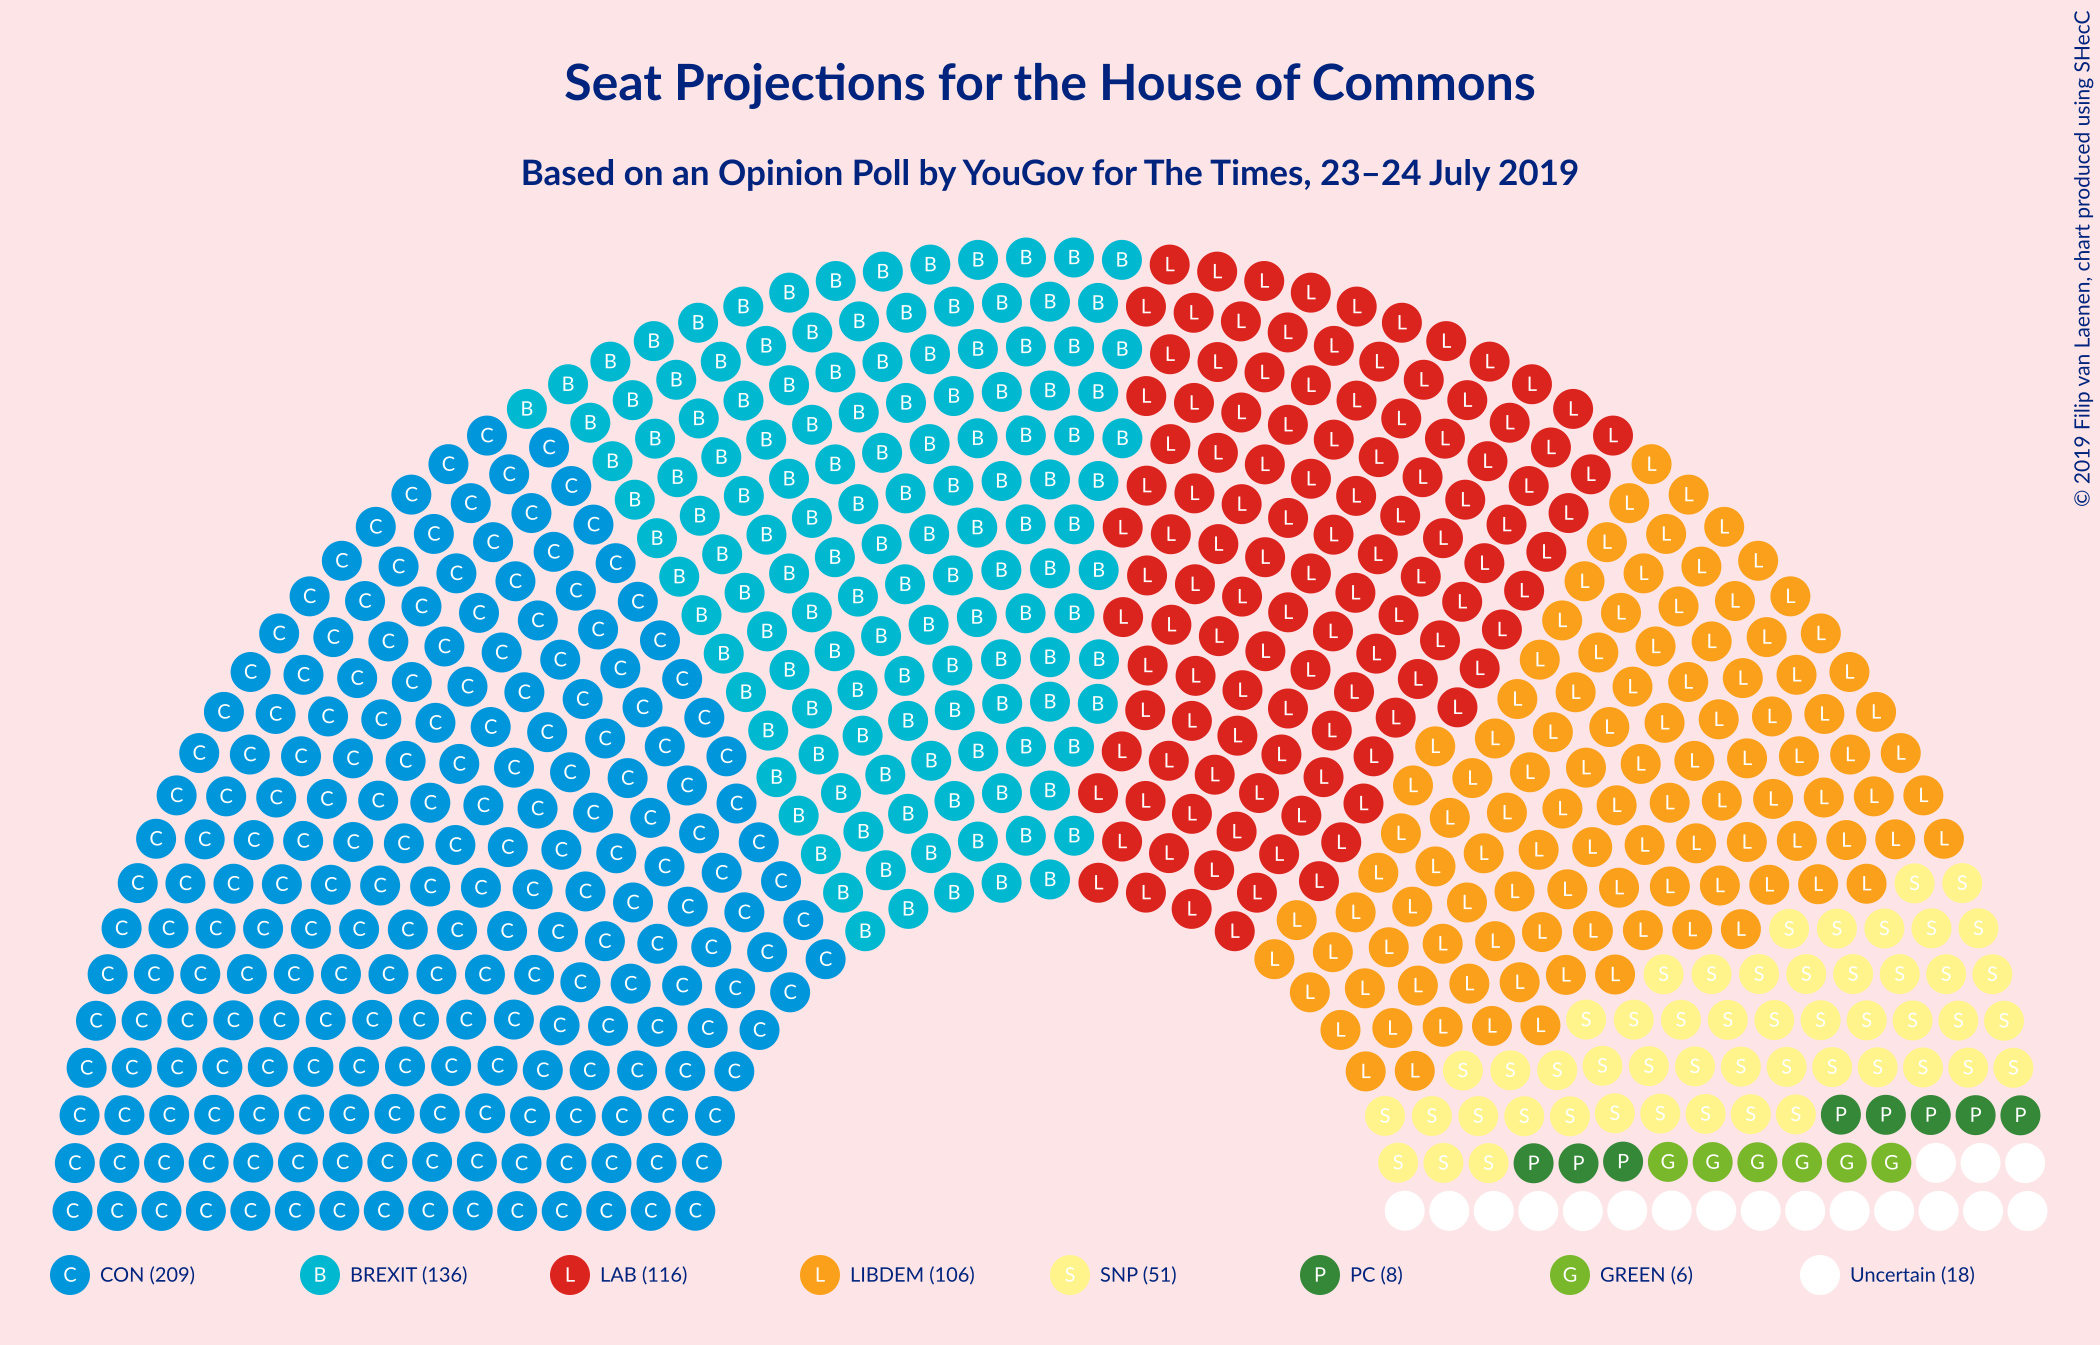 Seat Projections for the House of Commons
Based on an Opinion Poll by YouGov for The Times, 23–24 July 2019
© 2019 Filip van Laenen, chart produced using SHecC
C CON (209)
B BREXIT (136)
L LAB (116)
L LIBDEM (106)
S SNP (51)
P PC (8)
G GREEN (6)
Uncertain (18)